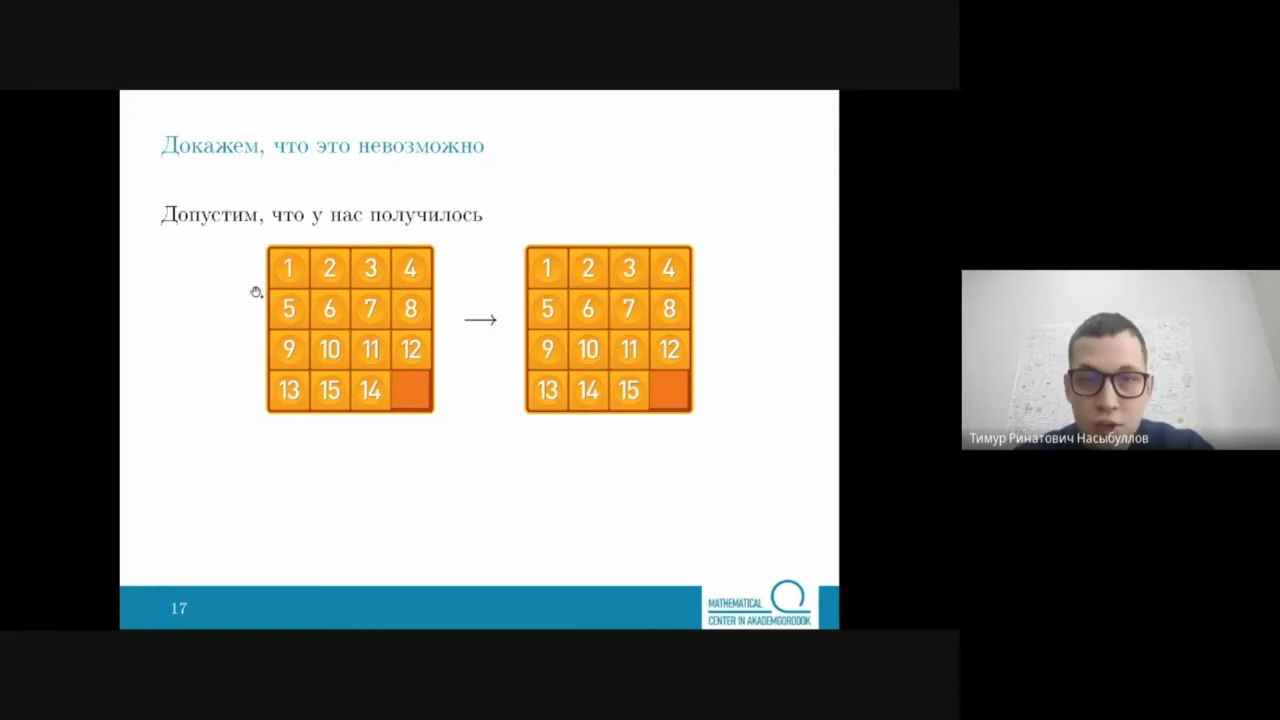 Докажем, что это невозможно
Допустим, что у нас получилось
1 2 3 4
5 6 7 8
9 10 11 12
13 15 14
→
1 2 3 4
5 6 7 8
9 10 11 12
13 14 15
Тимур Ринатович Насыбуллов
17
MATHEMATICAL
CENTER IN AKADEMGORODOK